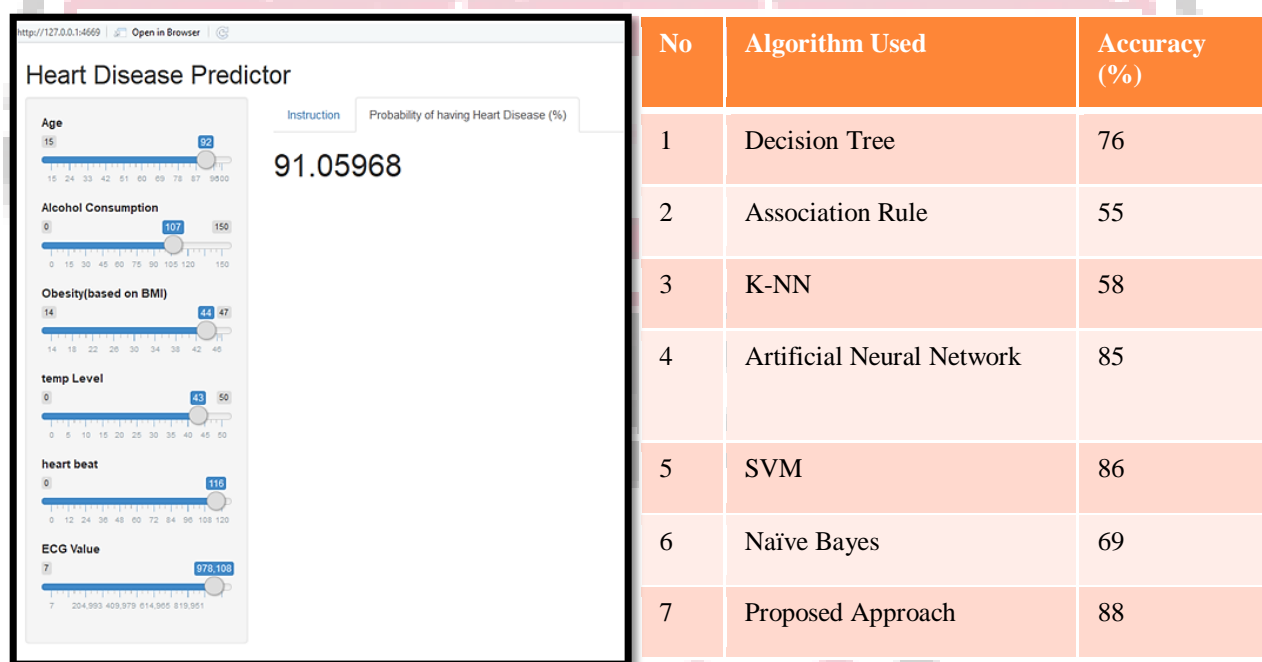 http://127.0.0.1:4669 Open in Browser
Heart Disease Predictor
Instruction Probability of having Heart Disease (%)
91.05968
Age
15 92
15 24 33 42 51 60 69 78 87 96100
Alcohol Consumption
0 107 150
0 15 30 45 60 75 90 105 120 150
Obesity(based on BMI)
14 44 47
14 18 22 26 30 34 38 42 46
temp Level
0 43 50
0 5 10 15 20 25 30 35 40 45 50
heart beat
0 116
0 12 24 36 48 60 72 84 96 108 120
ECG Value
7 978,108
7 204,993 409,979 614,965 819,951
No Algorithm Used Accuracy
(%)
1 Decision Tree 76
2 Association Rule 55
3 K-NN 58
4 Artificial Neural Network 85
5 SVM 86
6 Naïve Bayes 69
7 Proposed Approach 88